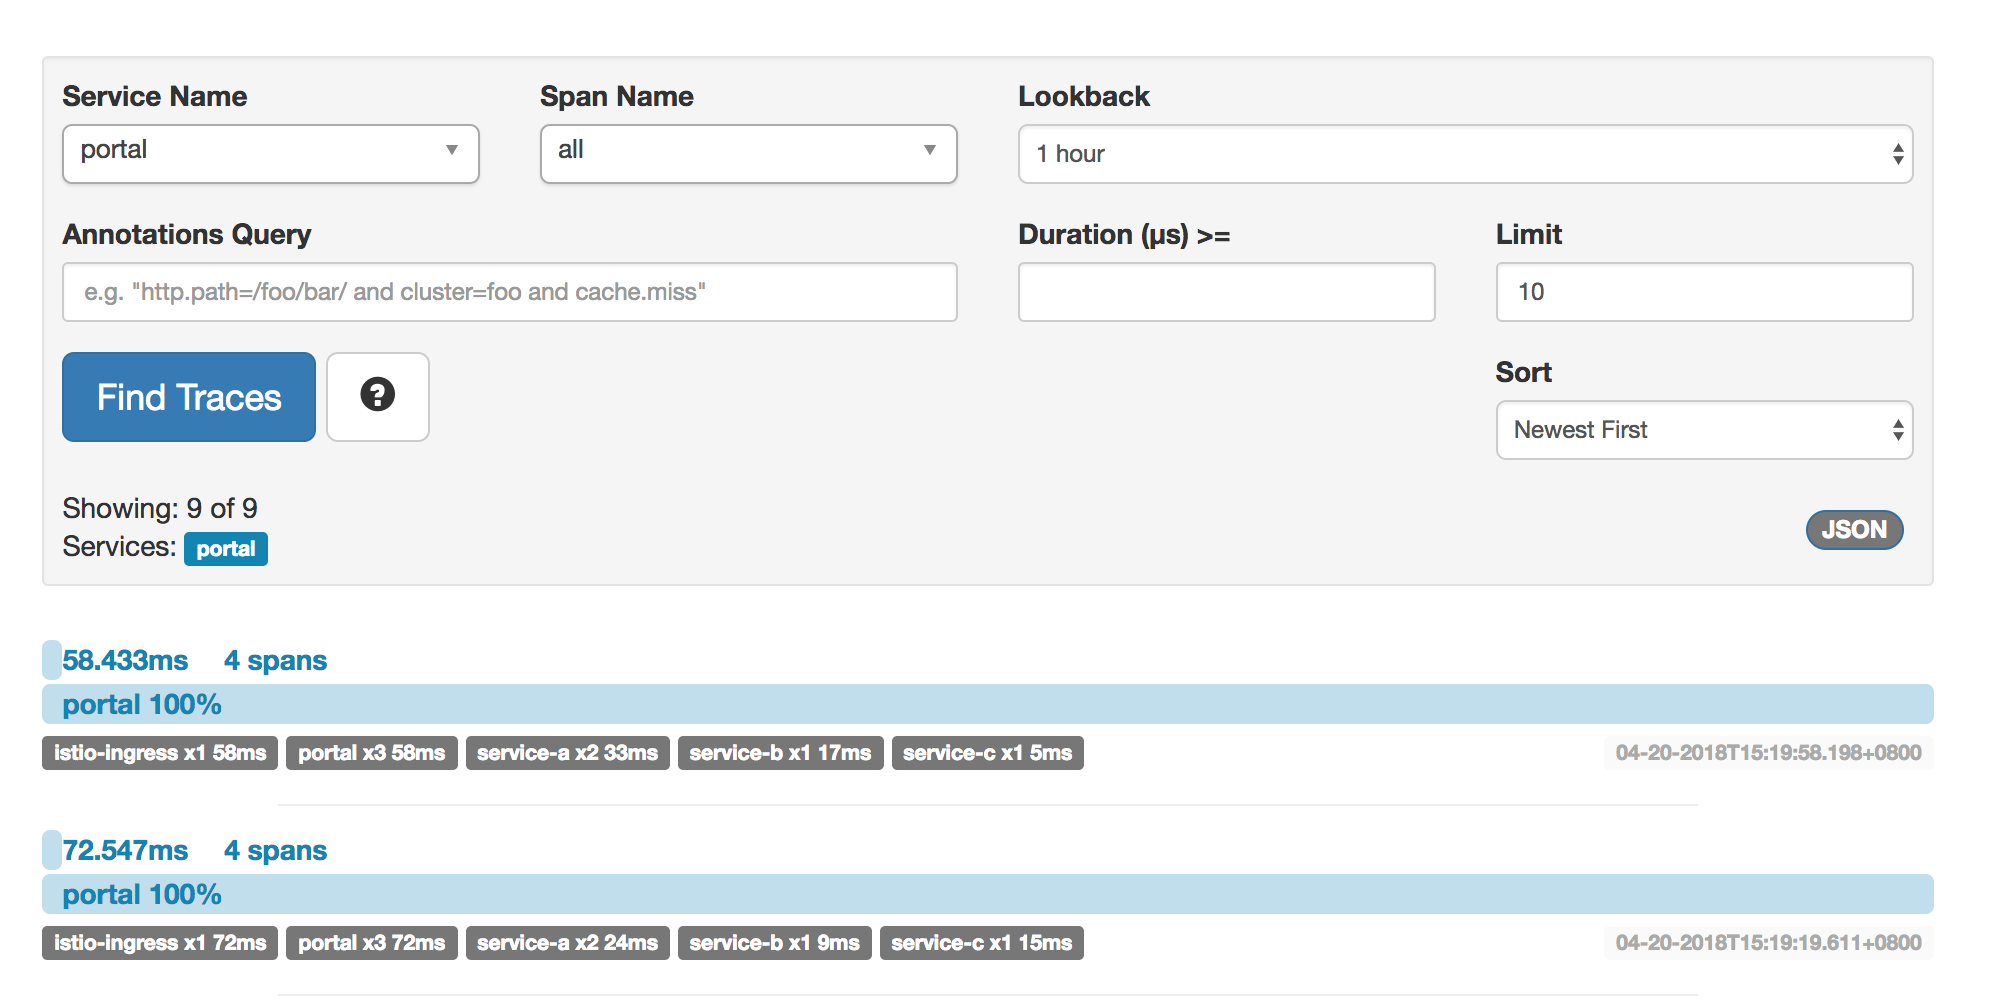 Service Name
Span Name
Lookback
portal
all
1 hour
Annotations Query
Duration (µs) >=
Limit
e.g. "http.path=/foo/bar/ and cluster=foo and cache.miss"
10
Find Traces
?
Sort
Newest First
Showing: 9 of 9
Services: portal
JSON
58.433ms 4 spans
portal 100%
istio-ingress x1 58ms portal x3 58ms service-a x2 33ms service-b x1 17ms service-c x1 5ms 04-20-2018T15:19:58.198+0800
72.547ms 4 spans
portal 100%
istio-ingress x1 72ms portal x3 72ms service-a x2 24ms service-b x1 9ms service-c x1 15ms 04-20-2018T15:19:19.611+0800